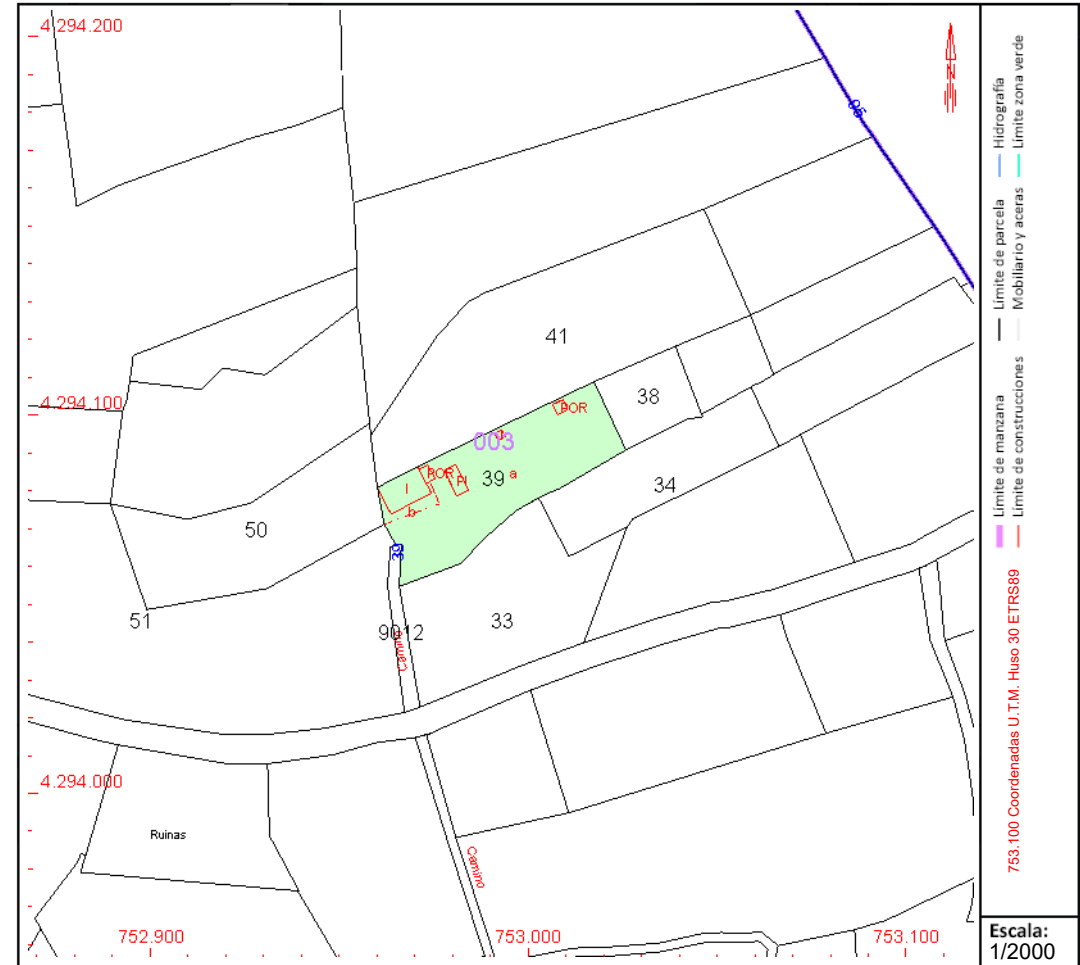 4.294.200
06
N
41
38
4.294.100
POR
003
POR
PI
39
a
I
b
34
50
39
51
9012
33
Camino
4.294.000
Ruinas
Camino
752.900
753.000
753.100
Hidrografía
Límite zona verde
Límite de parcela
Mobiliario y aceras
Límite de manzana
Límite de construcciones
753.100 Coordenadas U.T.M. Huso 30 ETRS89
Escala:
1/2000